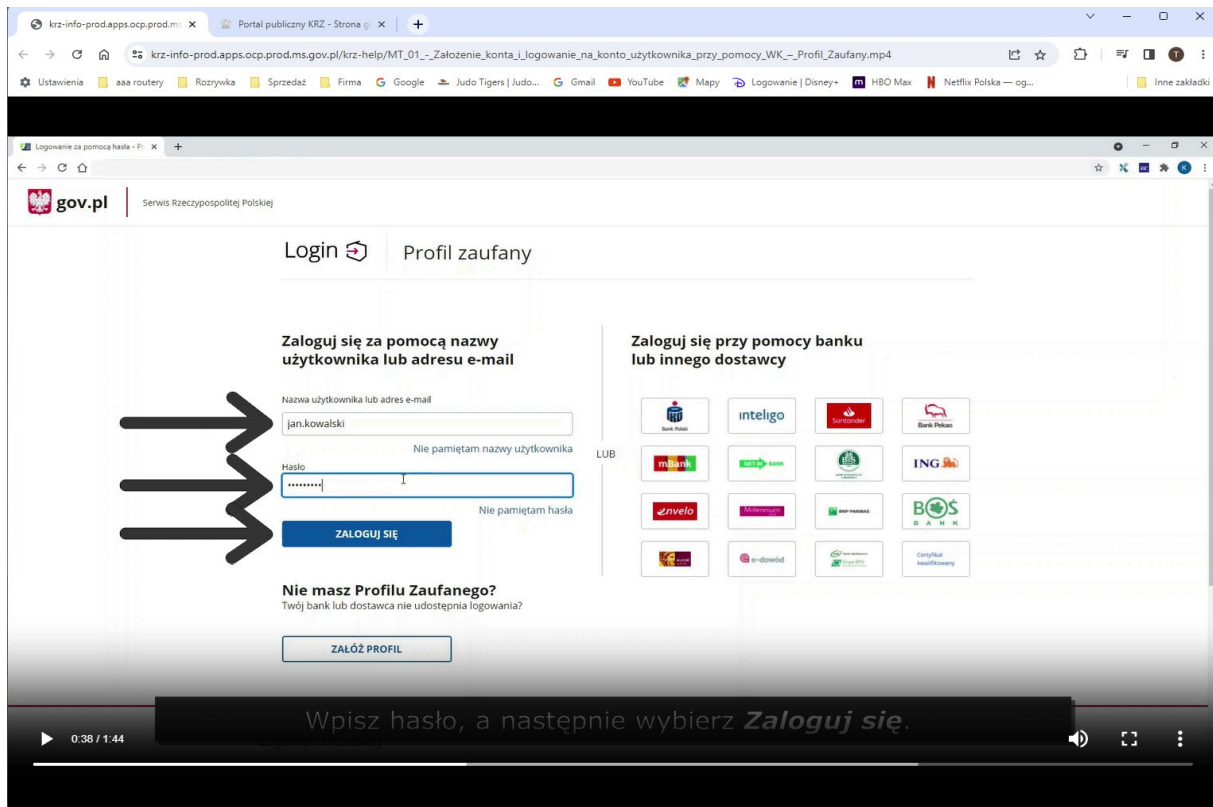 krz-info-prod.apps.ocp.prod.ms
Portal publiczny KRZ - Strona g
krz-info-prod.apps.ocp.prod.ms.gov.pl/krz-help/MT_01_-_Założenie_konta_i_logowanie_na_konto_użytkownika_przy_pomocy_WK_–_Profil_Zaufany.mp4
T
Ustawienia aaa routery Rozrywka Sprzedaż Firma Google Judo Tigers | Judo... Gmail YouTube Mapy Logowanie | Disney+ HBO Max Netflix Polska — og... Inne zakładki
Logowanie za pomocą hasła - Pr
K
gov.pl Serwis Rzeczypospolitej Polskiej
Login Profil zaufany
Zaloguj się za pomocą nazwy
użytkownika lub adresu e-mail
Nazwa użytkownika lub adres e-mail
jan.kowalski
Nie pamiętam nazwy użytkownika
Hasło
Nie pamiętam hasła
ZALOGUJ SIĘ
LUB
Zaloguj się przy pomocy banku
lub innego dostawcy
Bank Polski inteligo Santander Bank Pekao
mBank GETIN BANK ING
envelo Millennium BNP PARIBAS BOŚ BANK
e-dowód Certyfikat
kwalifikowany
Nie masz Profilu Zaufanego?
Twój bank lub dostawca nie udostępnia logowania?
ZAŁÓŻ PROFIL
Wpisz hasło, a następnie wybierz Zaloguj się.
0:38 / 1:44